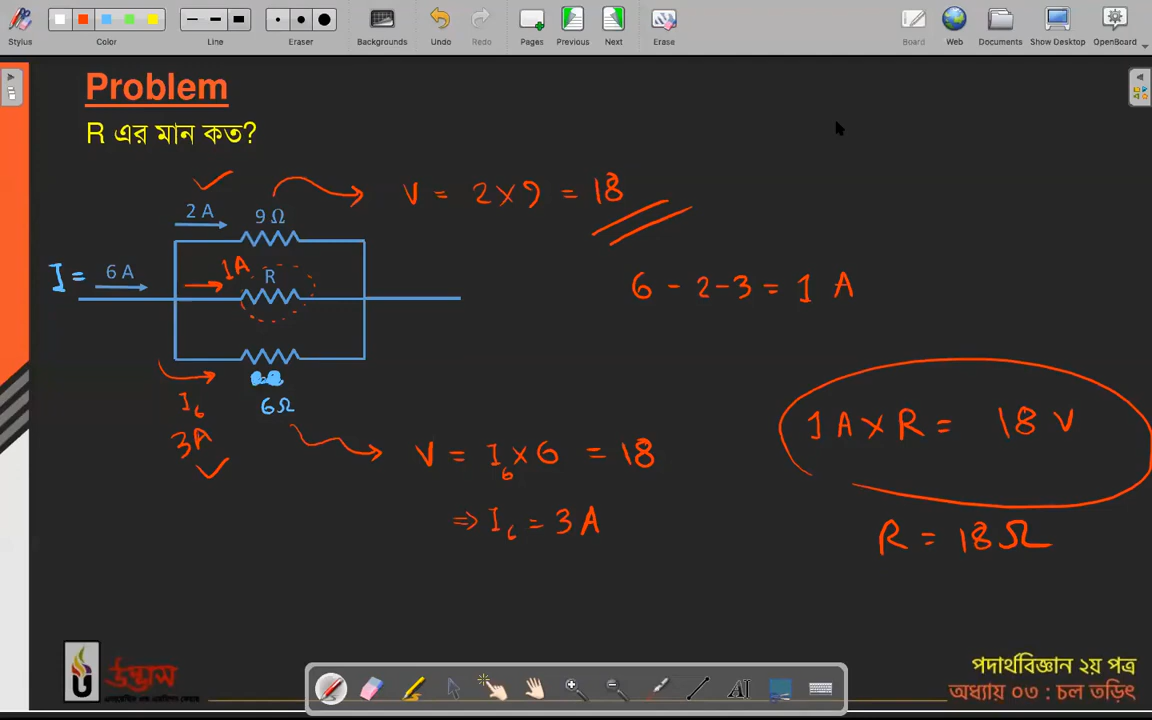 Stylus
Color
Line
Eraser
Backgrounds
Undo
Redo
Pages
Previous
Next
Erase
Board
Web
Documents
Show Desktop
OpenBoard
Problem
R এর মান কত?
2 A
9 Ω
V = 2 × 9 = 18
I =
6 A
1A
R
6 - 2 - 3 = 1 A
I₆
3A
6Ω
1 A × R = 18 V
V = I₆ × 6 = 18
⇒ I₆ = 3 A
R = 18 Ω
উদ্ভাস
পদার্থবিজ্ঞান ২য় পত্র
অধ্যায় ০৩ : চল তড়িৎ